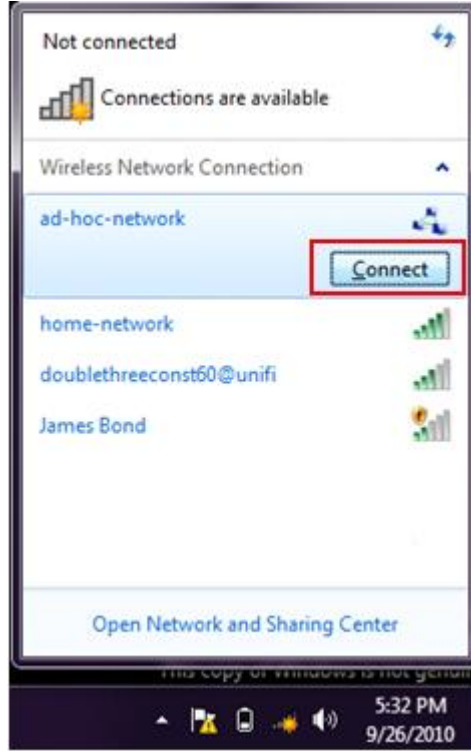 Not connected
Connections are available
Wireless Network Connection
ad-hoc-network
Connect
home-network
doublethreeconst60@unifi
James Bond
Open Network and Sharing Center
This copy of Windows is not genuin
5:32 PM
9/26/2010